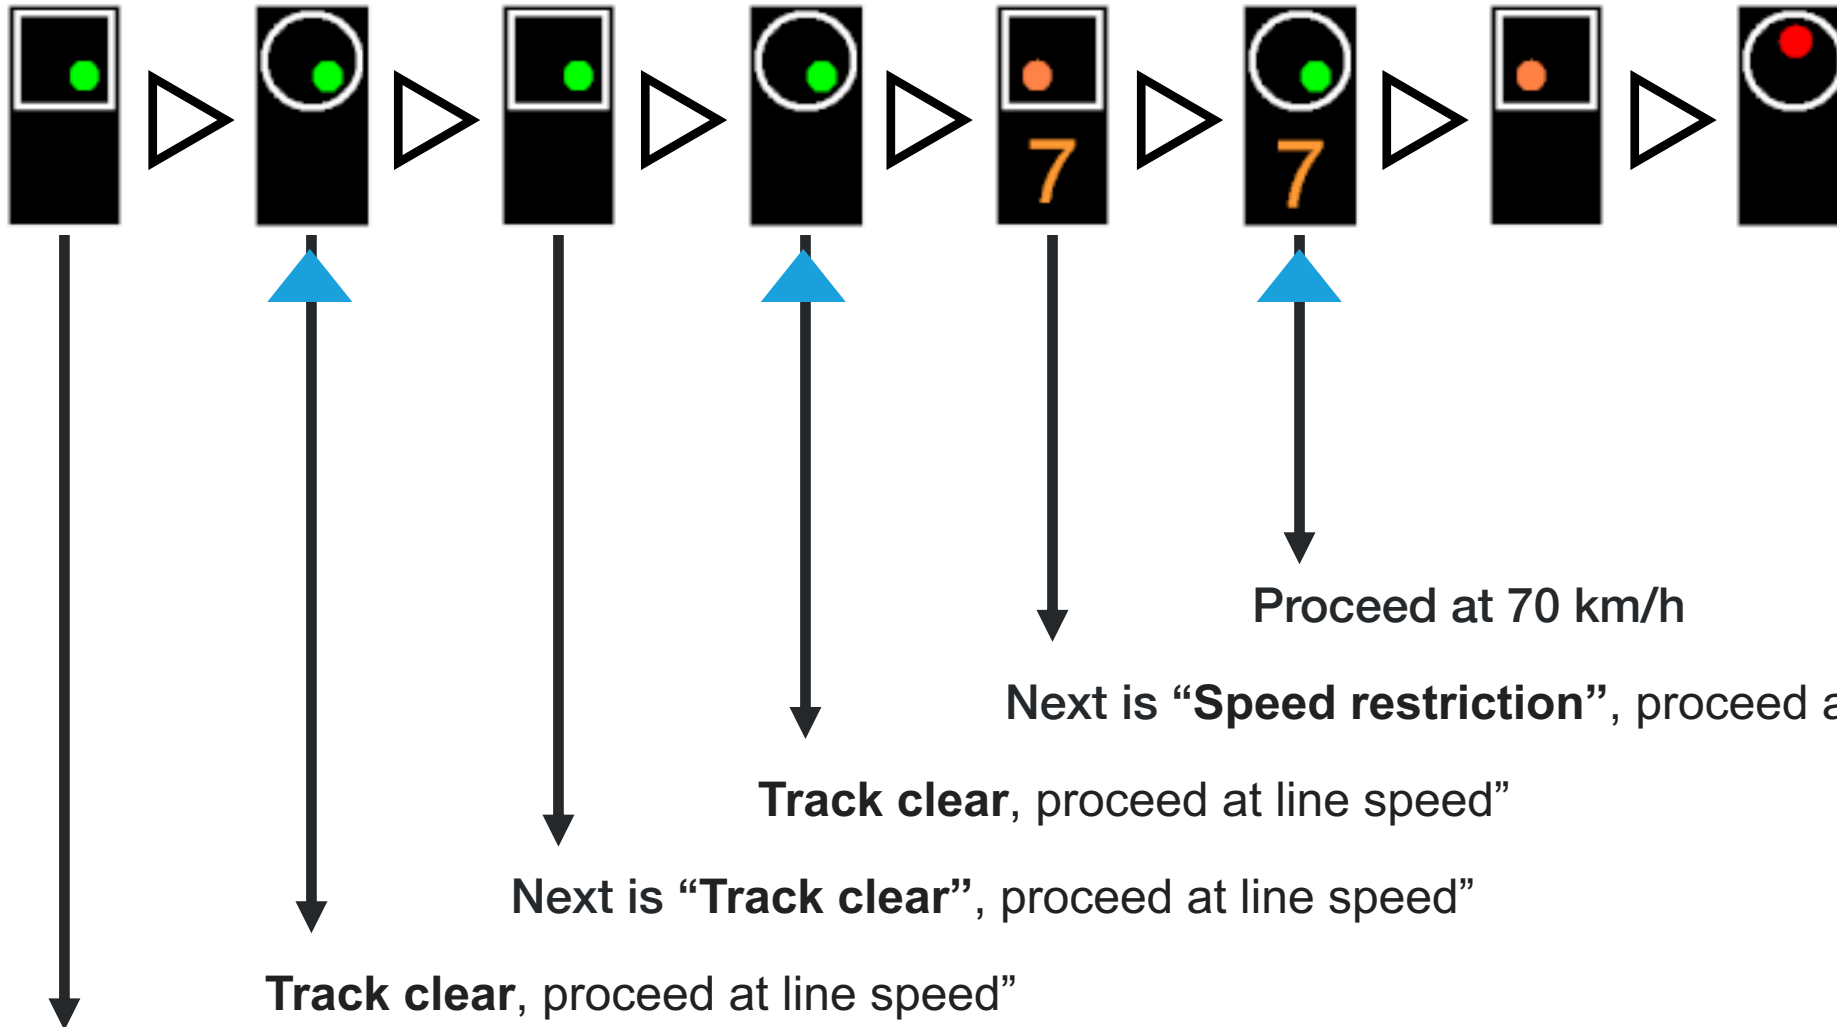 7
7
Proceed at 70 km/h
Next is “Speed restriction”, proceed
Track clear, proceed at line speed”
Next is “Track clear”, proceed at line speed”
Track clear, proceed at line speed”